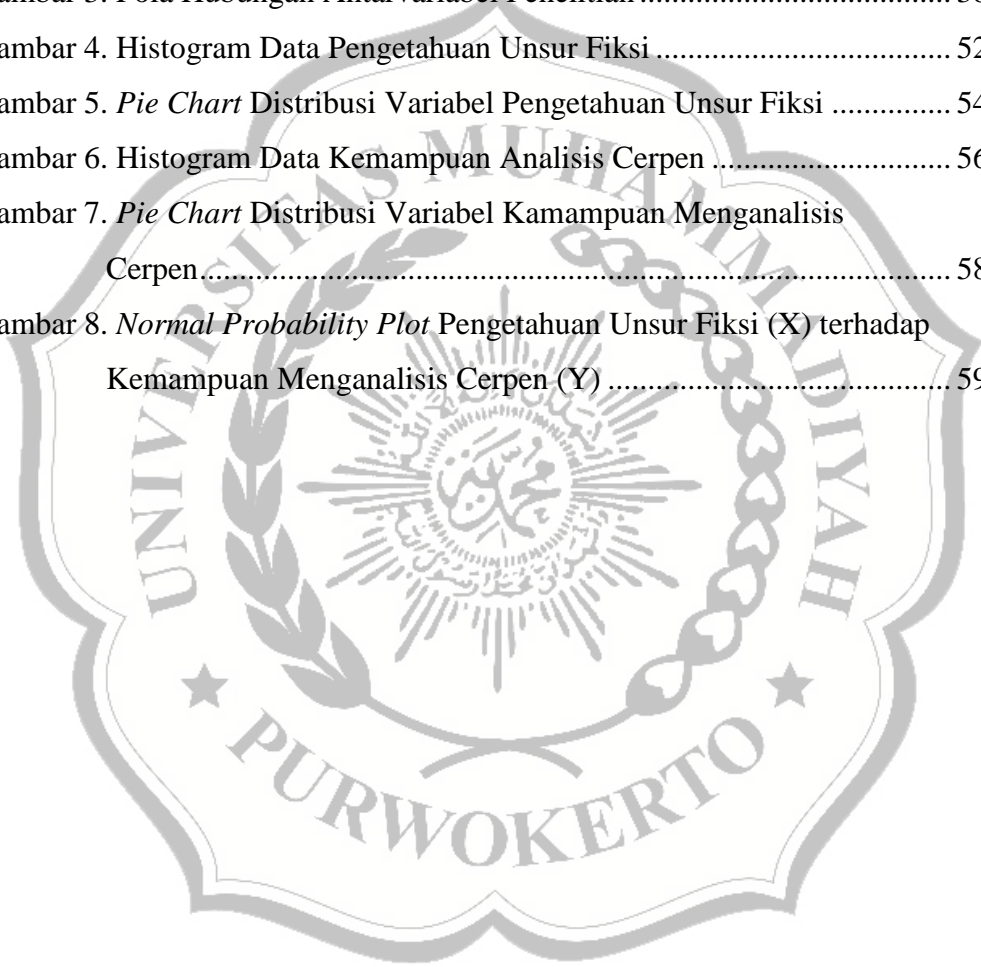 ambar 4. Histogram Data Pengetahuan Unsur Fiksi ..................................... 52
ambar 5. Pie Chart Distribusi Variabel Pengetahuan Unsur Fiksi ............... 54
ambar 6. Histogram Data Kemampuan Analisis Cerpen .............................. 56
ambar 7. Pie Chart Distribusi Variabel Kamampuan Menganalisis
Cerpen............................................................................................... 58
ambar 8. Normal Probability Plot Pengetahuan Unsur Fiksi (X) terhadap
Kemampuan Menganalisis Cerpen (Y) ........................................... 59
UNIVERSITAS MUHAMMADIYAH
PURWOKERTO